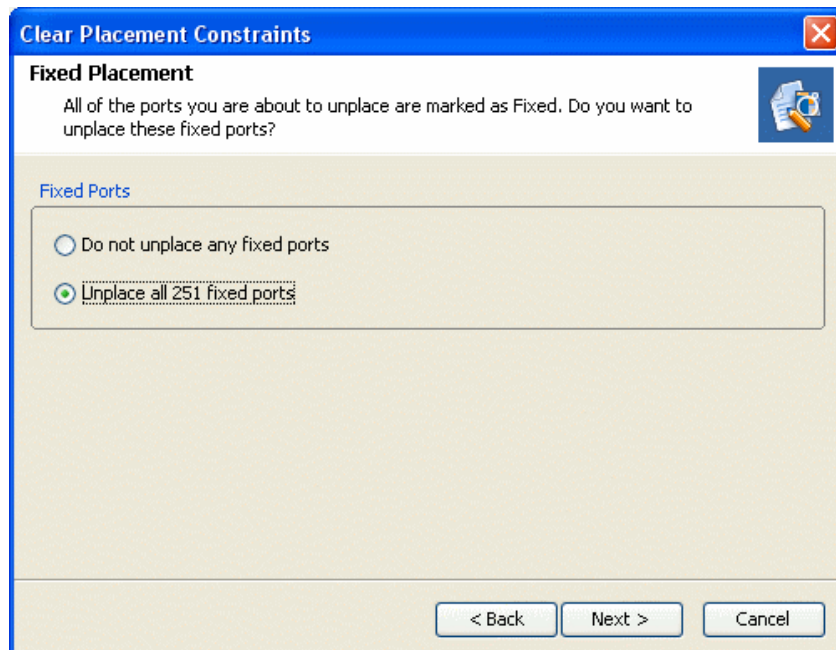 Clear Placement Constraints
Fixed Placement
All of the ports you are about to unplace are marked as Fixed. Do you want to
unplace these fixed ports?
Fixed Ports
Do not unplace any fixed ports
Unplace all 251 fixed ports
< Back
Next >
Cancel